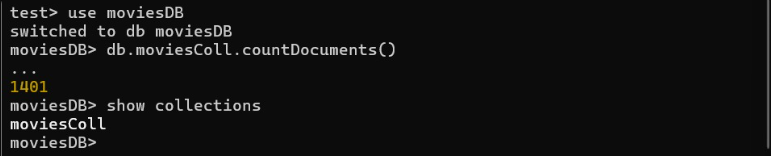 test> use moviesDB
switched to db moviesDB
moviesDB> db.moviesColl.countDocuments()
...
1401
moviesDB> show collections
moviesColl
moviesDB>